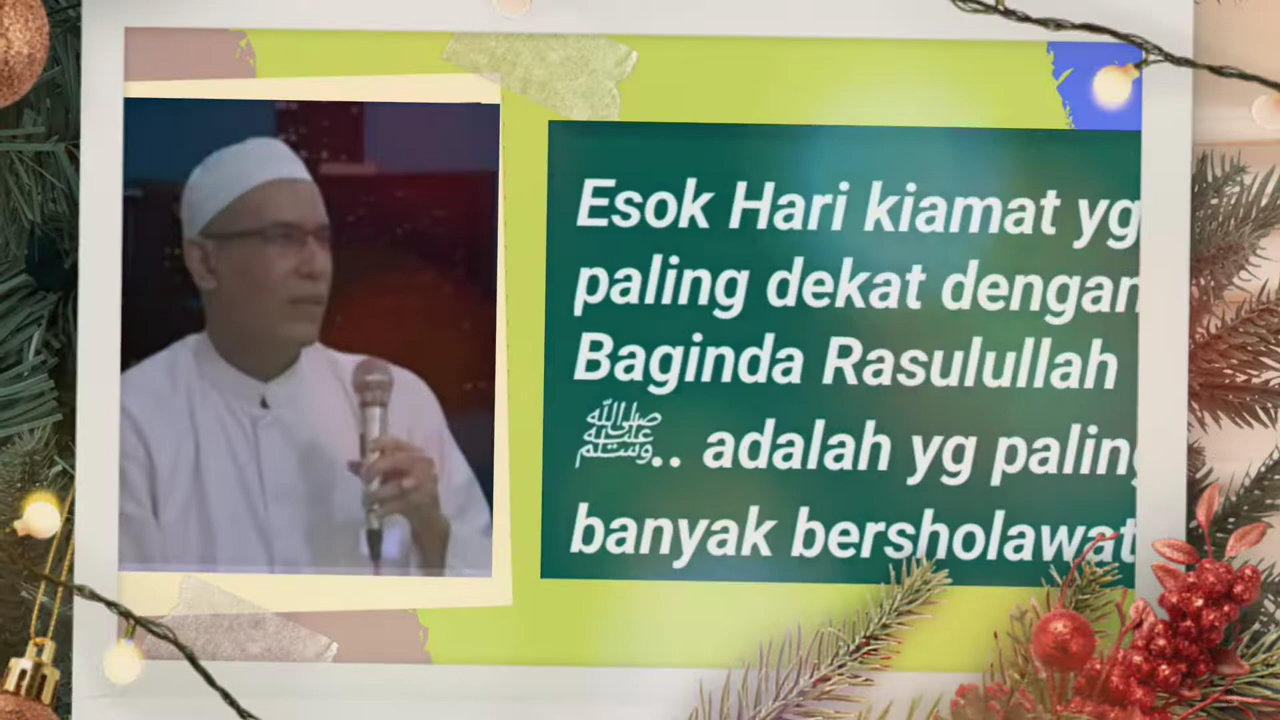 Esok Hari kiamat yg
paling dekat dengan
Baginda Rasulullah
ﷺ.. adalah yg paling
banyak bersholawat